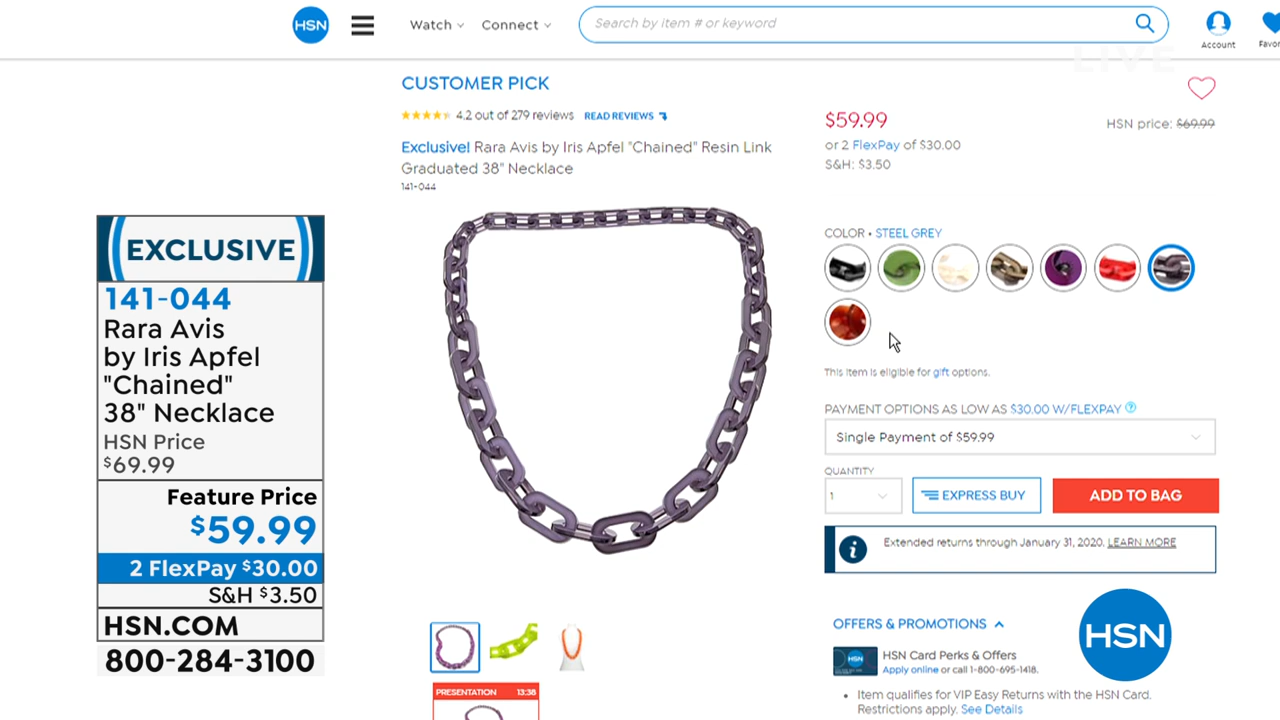 HSN
Watch
Connect
Search by item # or keyword
Account
LIVE
CUSTOMER PICK
4.2 out of 279 reviews READ REVIEWS
Exclusive! Rara Avis by Iris Apfel "Chained" Resin Link
Graduated 38" Necklace
141-044
$59.99
HSN price: $69.99
or 2 FlexPay of $30.00
S&H: $3.50
COLOR • STEEL GREY
This item is eligible for gift options.
PAYMENT OPTIONS AS LOW AS $30.00 W/FLEXPAY ?
Single Payment of $59.99
QUANTITY
1
EXPRESS BUY
ADD TO BAG
i
Extended returns through January 31, 2020. LEARN MORE
OFFERS & PROMOTIONS
HSN
HSN Card Perks & Offers
Apply online or call 1-800-695-1418.
• Item qualifies for VIP Easy Returns with the HSN Card.
Restrictions apply. See Details
HSN
PRESENTATION 13:38
EXCLUSIVE
141-044
Rara Avis
by Iris Apfel
"Chained"
38" Necklace
HSN Price
$69.99
Feature Price
$59.99
2 FlexPay $30.00
S&H $3.50
HSN.COM
800-284-3100